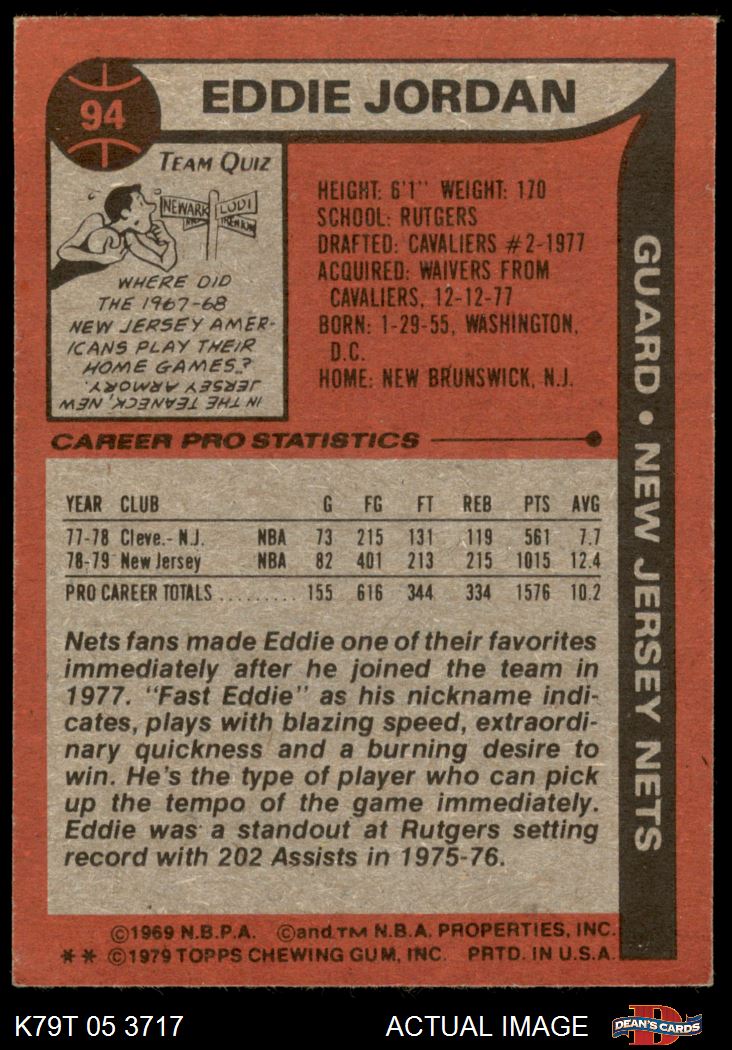 94
EDDIE JORDAN
TEAM QUIZ
NEWARK
LODI
TRENTON
WHERE DID
THE 1967-68
NEW JERSEY AMER-
ICANS PLAY THEIR
HOME GAMES?
IN THE TEANECK, NEW
JERSEY ARMORY.
HEIGHT: 6'1" WEIGHT: 170
SCHOOL: RUTGERS
DRAFTED: CAVALIERS #2-1977
ACQUIRED: WAIVERS FROM
CAVALIERS, 12-12-77
BORN: 1-29-55, WASHINGTON,
D.C.
HOME: NEW BRUNSWICK, N.J.
GUARD • NEW JERSEY NETS
CAREER PRO STATISTICS
YEAR CLUB G FG FT REB PTS AVG
77-78 Cleve.- N.J. NBA 73 215 131 119 561 7.7
78-79 New Jersey NBA 82 401 213 215 1015 12.4
PRO CAREER TOTALS ......... 155 616 344 334 1576 10.2
Nets fans made Eddie one of their favorites
immediately after he joined the team in
1977. "Fast Eddie" as his nickname indi-
cates, plays with blazing speed, extraordi-
nary quickness and a burning desire to
win. He's the type of player who can pick
up the tempo of the game immediately.
Eddie was a standout at Rutgers setting
record with 202 Assists in 1975-76.
©1969 N.B.P.A. ©and TM N.B.A. PROPERTIES, INC.
** ©1979 TOPPS CHEWING GUM, INC. PRTD. IN U.S.A.
K79T 05 3717
ACTUAL IMAGE
DEAN'S CARDS